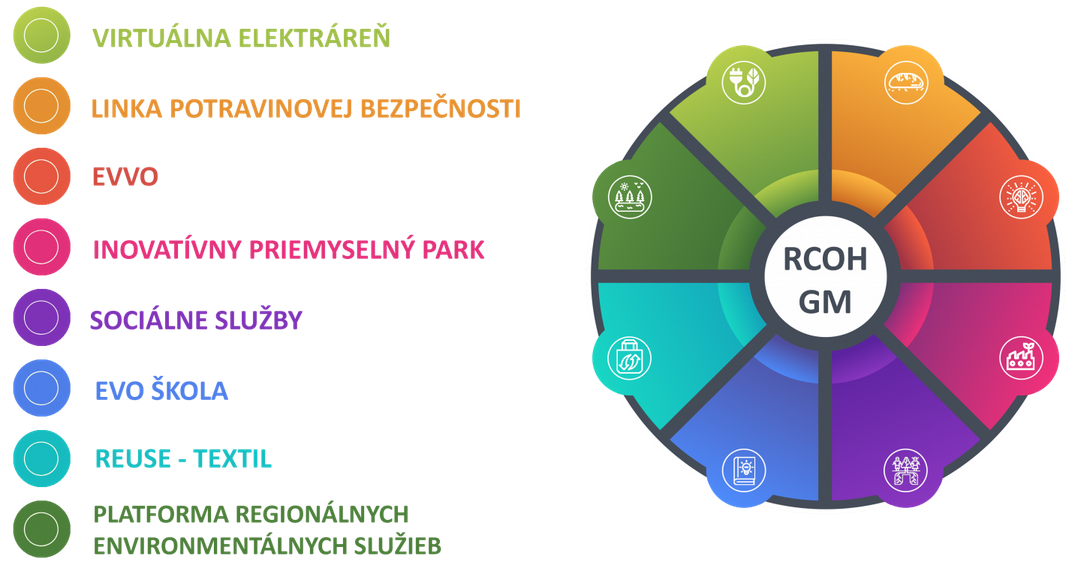 VIRTUÁLNA ELEKTRÁREŇ
LINKA POTRAVINOVEJ BEZPEČNOSTI
EVVO
INOVATÍVNY PRIEMYSELNÝ PARK
SOCIÁLNE SLUŽBY
EVO ŠKOLA
REUSE - TEXTIL
PLATFORMA REGIONÁLNYCH
ENVIRONMENTÁLNYCH SLUŽIEB
RCOH
GM